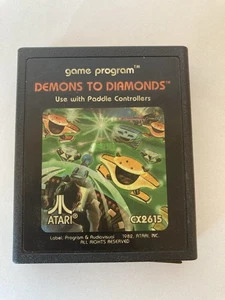 game program™
DEMONS TO DIAMONDS™
Use with Paddle Controllers
ATARI®
CX2615
Label, Program & Audiovisual © 1982, ATARI, INC.
ALL RIGHTS RESERVED